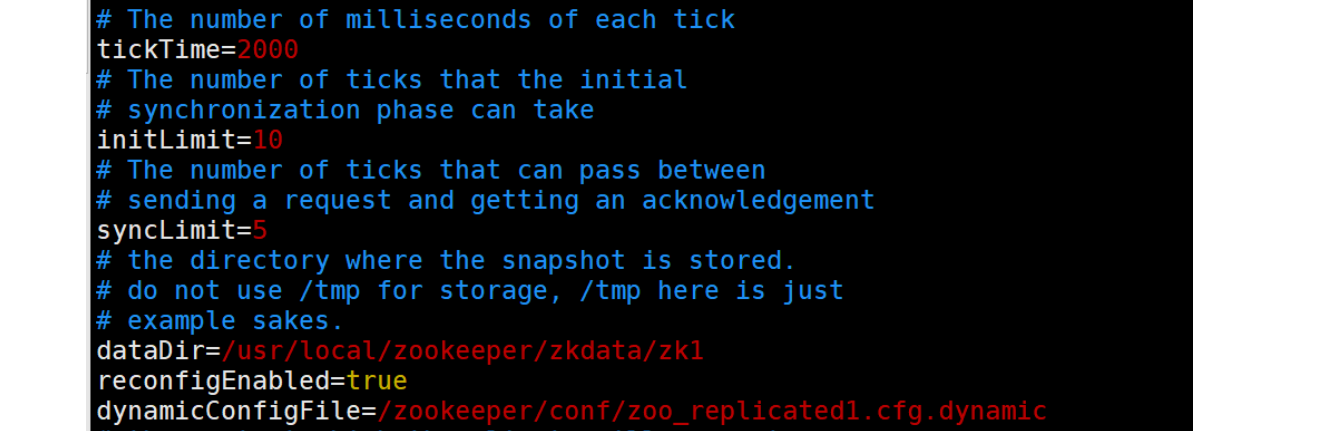 # The number of milliseconds of each tick
tickTime=2000
# The number of ticks that the initial
# synchronization phase can take
initLimit=10
# The number of ticks that can pass between
# sending a request and getting an acknowledgement
syncLimit=5
# the directory where the snapshot is stored.
# do not use /tmp for storage, /tmp here is just
# example sakes.
dataDir=/usr/local/zookeeper/zkdata/zk1
reconfigEnabled=true
dynamicConfigFile=/zookeeper/conf/zoo_replicated1.cfg.dynamic